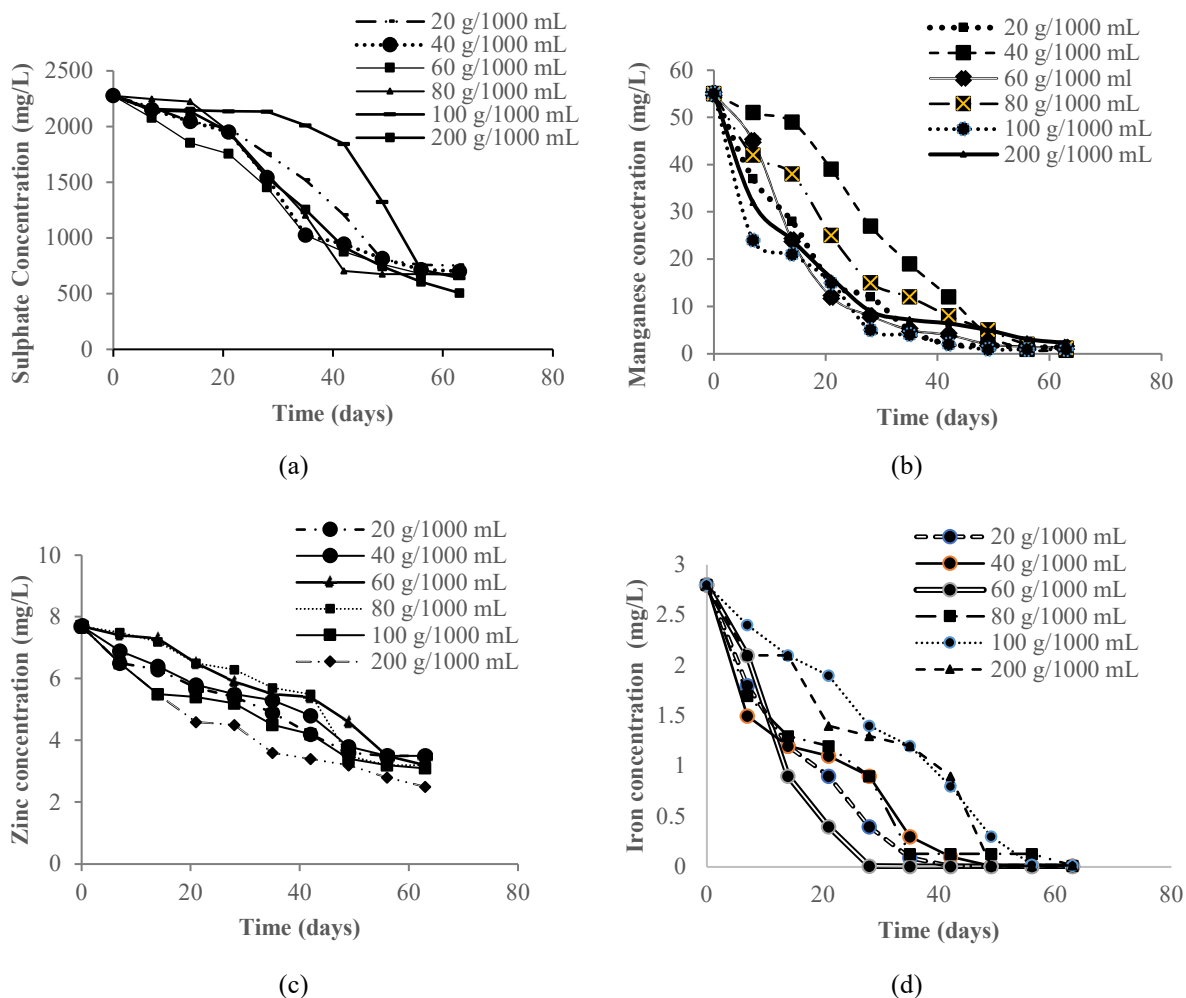 20 g/1000 mL
40 g/1000 mL
60 g/1000 mL
80 g/1000 mL
100 g/1000 mL
200 g/1000 mL
Sulphate Concentration (mg/L)
2500
2000
1500
1000
500
0
0 20 40 60 80
Time (days)
(a)
20 g/1000 mL
40 g/1000 mL
60 g/1000 ml
80 g/1000 mL
100 g/1000 mL
200 g/1000 mL
Manganese concetration (mg/L)
60
50
40
30
20
10
0
0 20 40 60 80
Time (days)
(b)
20 g/1000 mL
40 g/1000 mL
60 g/1000 mL
80 g/1000 mL
100 g/1000 mL
200 g/1000 mL
Zinc concentration (mg/L)
10
8
6
4
2
0
0 20 40 60 80
Time (days)
(c)
20 g/1000 mL
40 g/1000 mL
60 g/1000 mL
80 g/1000 mL
100 g/1000 mL
200 g/1000 mL
Iron concentration (mg/L)
3
2.5
2
1.5
1
0.5
0
0 20 40 60 80
Time (days)
(d)